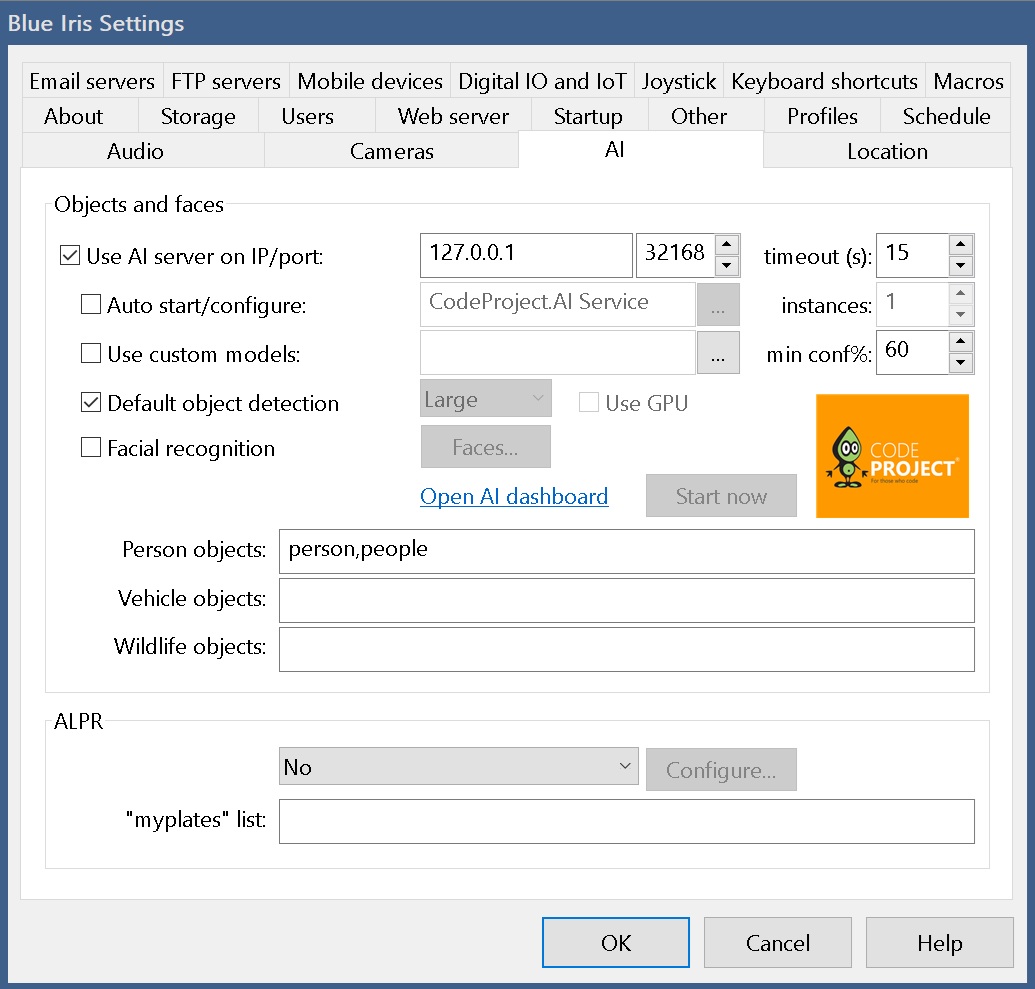 Blue Iris Settings
Email servers FTP servers Mobile devices Digital IO and IoT Joystick Keyboard shortcuts Macros
About Storage Users Web server Startup Other Profiles Schedule
Audio Cameras AI Location
Objects and faces
Use AI server on IP/port: 127.0.0.1 32168 timeout (s): 15
Auto start/configure: CodeProject.AI Service ... instances: 1
Use custom models: ... min conf%: 60
Default object detection Large Use GPU
Facial recognition Faces...
CODE
PROJECT®
For those who code
Open AI dashboard Start now
Person objects: person,people
Vehicle objects:
Wildlife objects:
ALPR
No Configure...
"myplates" list:
OK Cancel Help